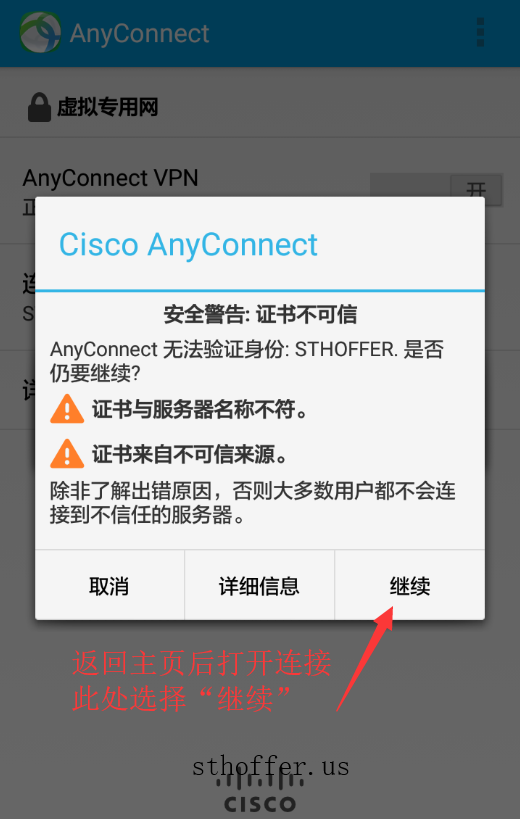 AnyConnect
虚拟专用网
AnyConnect VPN
开
正
Cisco AnyConnect
连
S
详
安全警告: 证书不可信
AnyConnect 无法验证身份: STHOFFER. 是否
仍要继续?
证书与服务器名称不符。
证书来自不可信来源。
除非了解出错原因，否则大多数用户都不会连
接到不信任的服务器。
取消
详细信息
继续
返回主页后打开连接
此处选择“继续”
sthoffer.us
CISCO